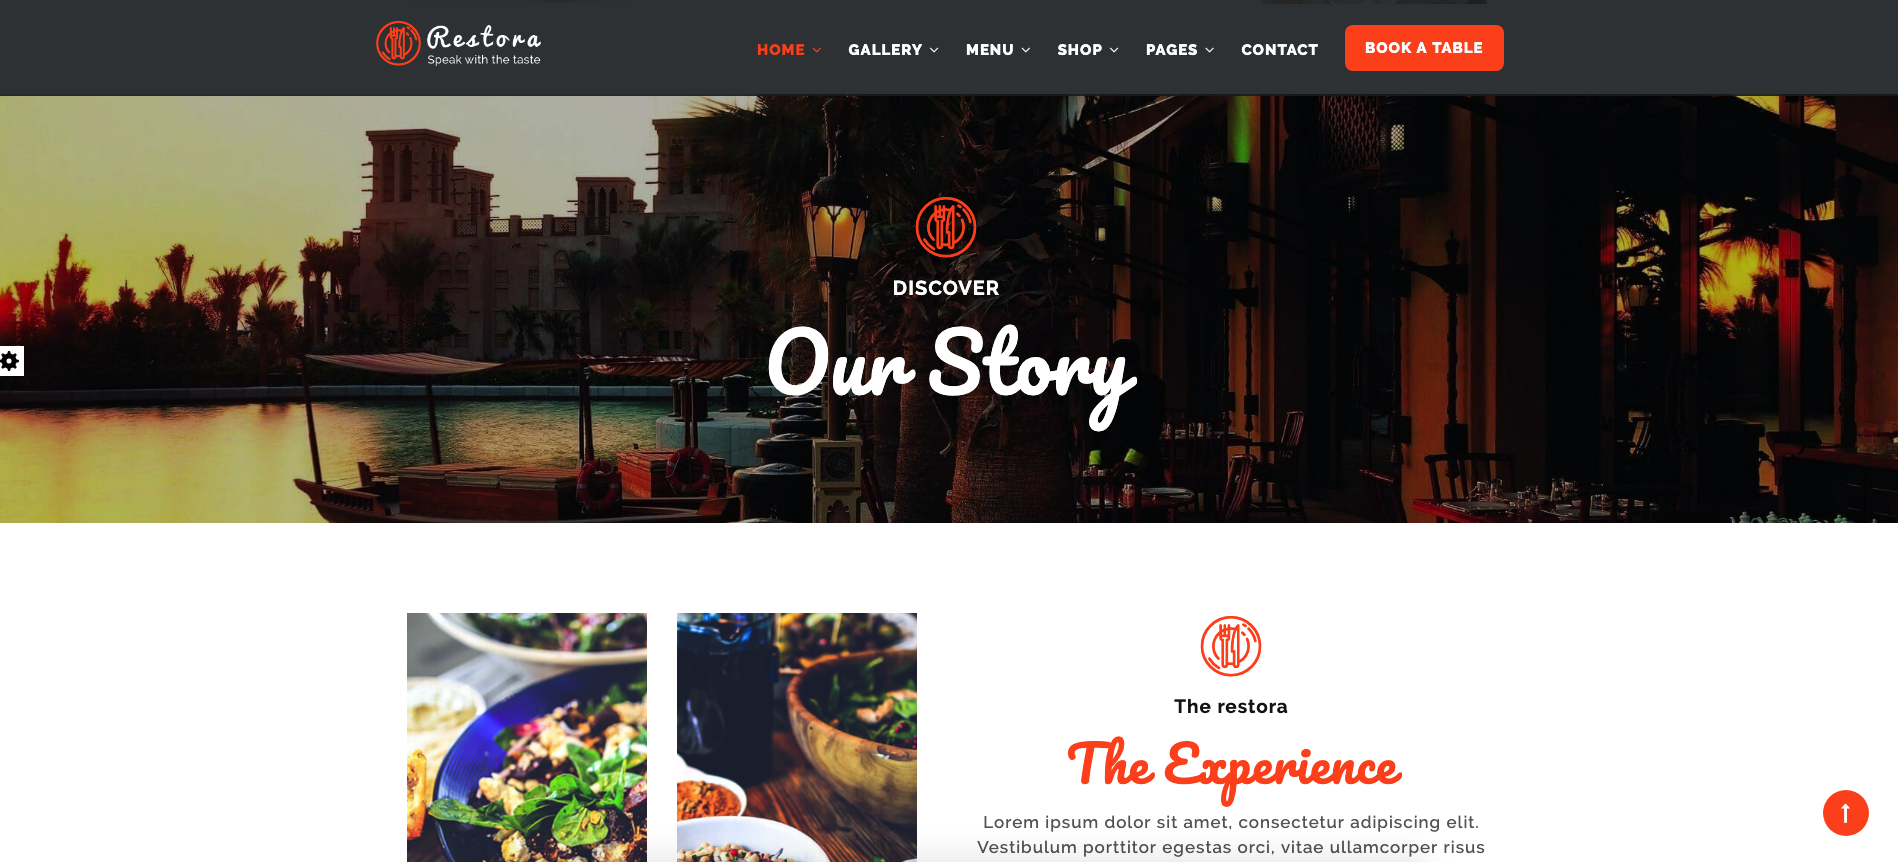 Restora
Speak with the taste
HOME GALLERY MENU SHOP PAGES CONTACT BOOK A TABLE
DISCOVER
Our Story
The restora
The Experience
Lorem ipsum dolor sit amet, consectetur adipiscing elit.
Vestibulum porttitor egestas orci, vitae ullamcorper risus